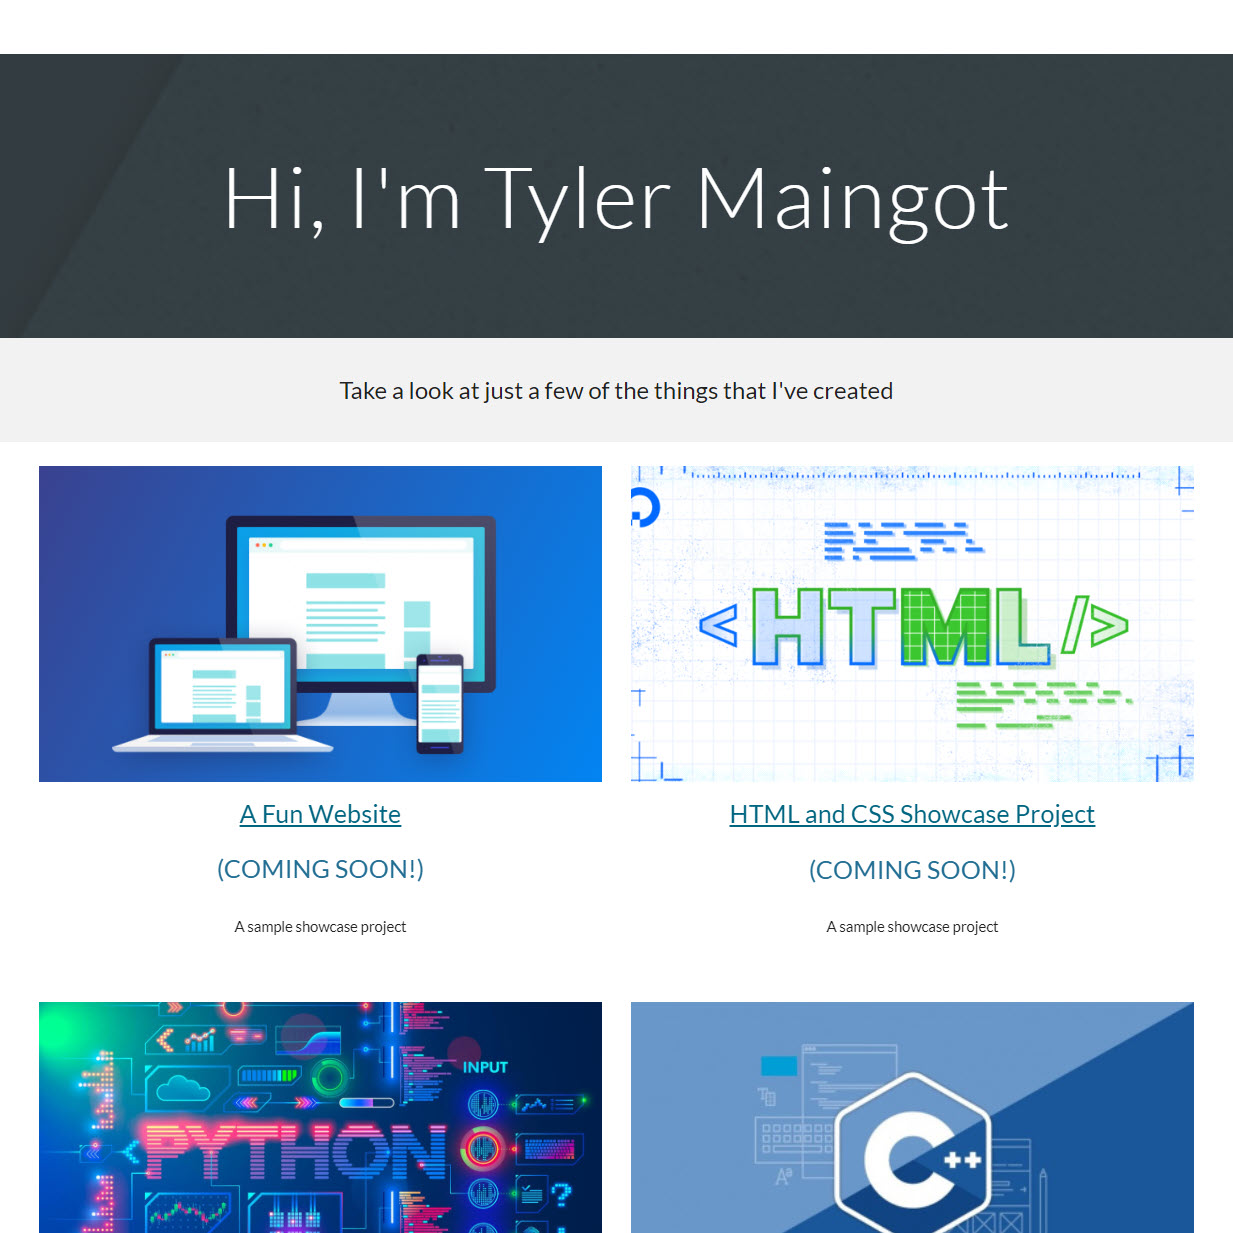 Hi, I'm Tyler Maingot
Take a look at just a few of the things that I've created
<HTML/>
A Fun Website
HTML and CSS Showcase Project
(COMING SOON!)
(COMING SOON!)
A sample showcase project
A sample showcase project
INPUT
PYTHON
C++
Aa